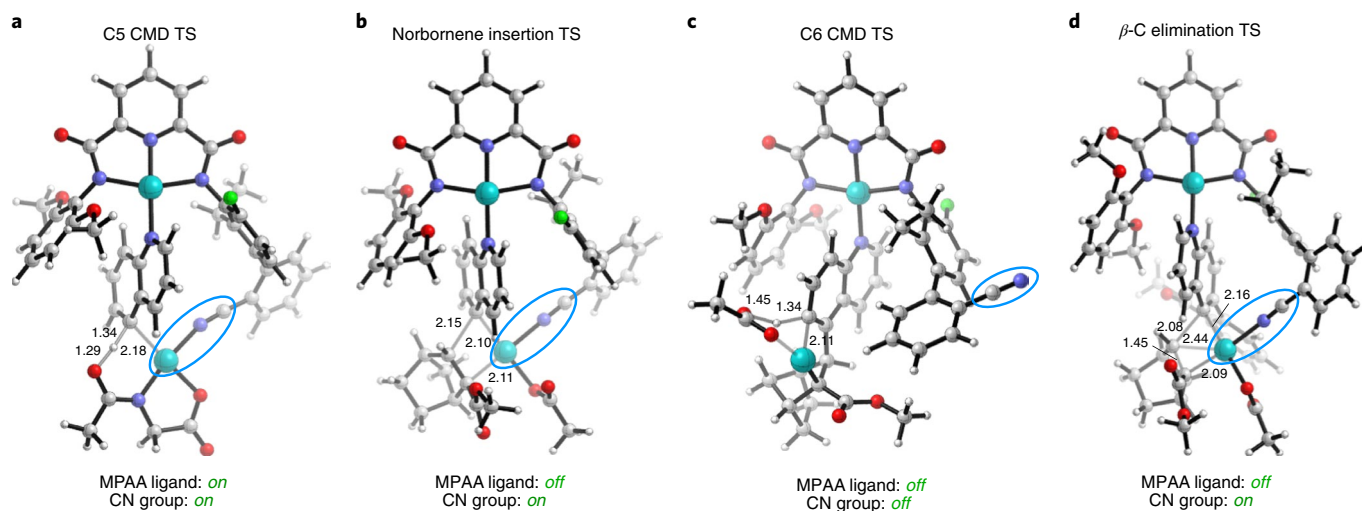 a
C5 CMD TS
b
Norbornene insertion TS
c
C6 CMD TS
d
β-C elimination TS
1.34
1.29
2.18
MPAA ligand: on
CN group: on
2.15
2.10
2.11
MPAA ligand: off
CN group: on
1.45
1.34
2.11
MPAA ligand: off
CN group: off
2.16
2.08
2.44
1.45
2.09
MPAA ligand: off
CN group: on